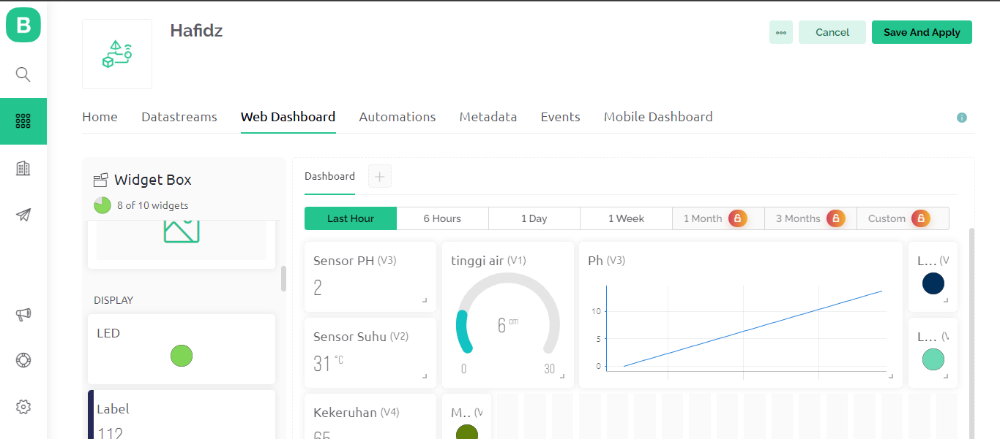 B
Hafidz
Cancel
Save And Apply
Home Datastreams Web Dashboard Automations Metadata Events Mobile Dashboard
Widget Box
8 of 10 widgets
DISPLAY
LED
Label
112
Dashboard
Last Hour 6 Hours 1 Day 1 Week 1 Month 3 Months Custom
Sensor PH (V3)
2
tinggi air (V1)
6 cm
0 30
Ph (V3)
10
5
0
L... (V
Sensor Suhu (V2)
31 °C
L... (V
Kekeruhan (V4)
65
M.. (V